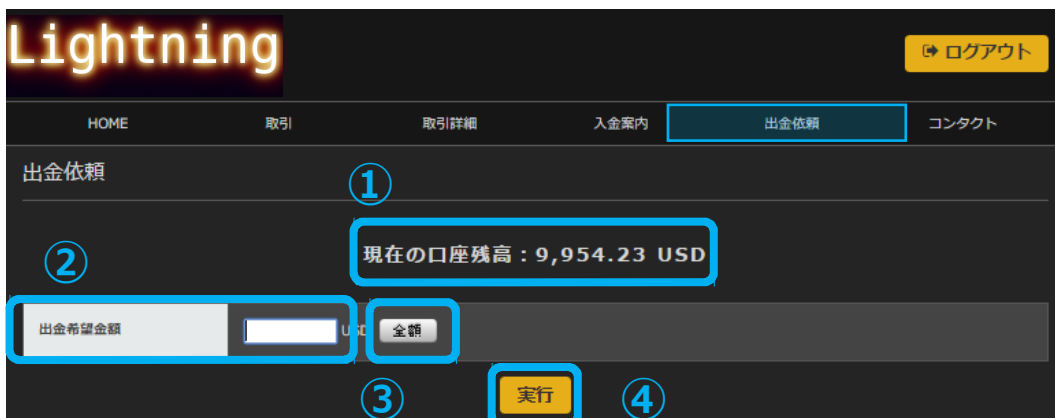 Lightning
ログアウト
HOME 取引 取引詳細 入金案内 出金依頼 コンタクト
出金依頼
①
現在の口座残高：9,954.23 USD
②
出金希望金額 USD 全額
③ 実行 ④